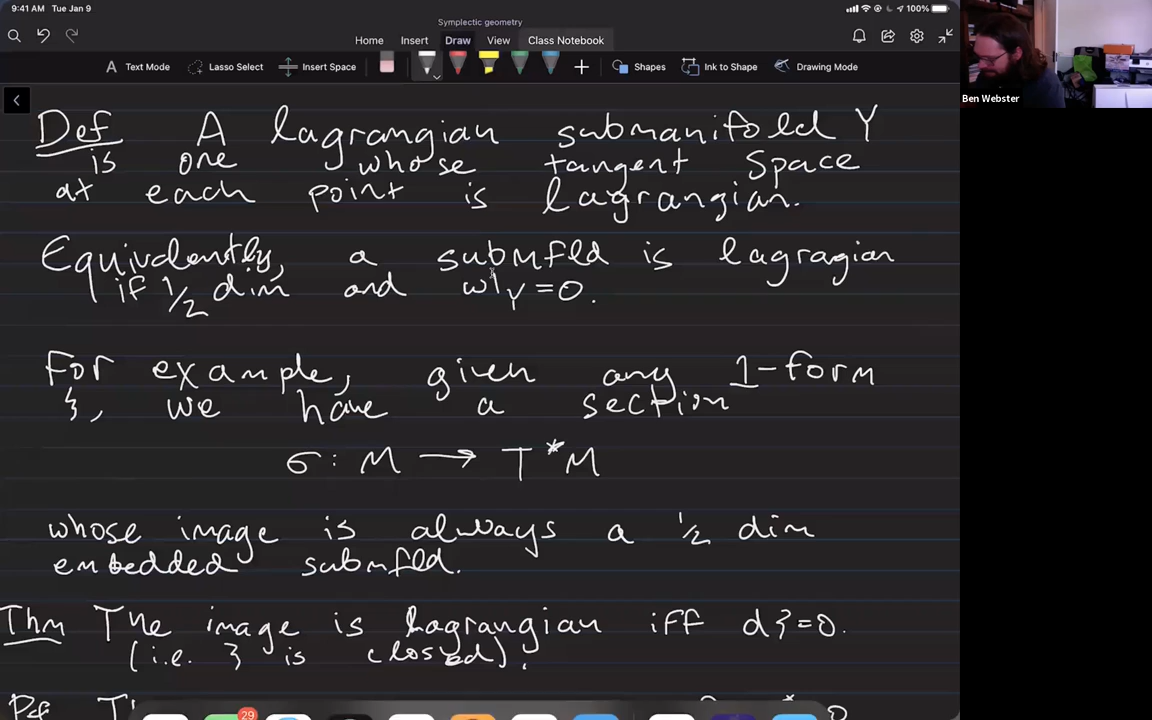 9:41 AM Tue Jan 9
100%
Symplectic geometry
Home Insert Draw View Class Notebook
Text Mode Lasso Select Insert Space Shapes Ink to Shape Drawing Mode
Ben Webster
Def A lagrangian submanifold Y
is one whose tangent Space
at each point is lagrangian.
Equivalently, a submfld is lagragian
if 1/2 dim and ω|Y = 0.
For example, given any 1-form
ξ, we have a section
σ: M → T*M
whose image is always a 1/2 dim
embedded submfld.
Thm The image is Lagrangian iff dξ=0.
(i.e. ξ is closed).
Pf
29